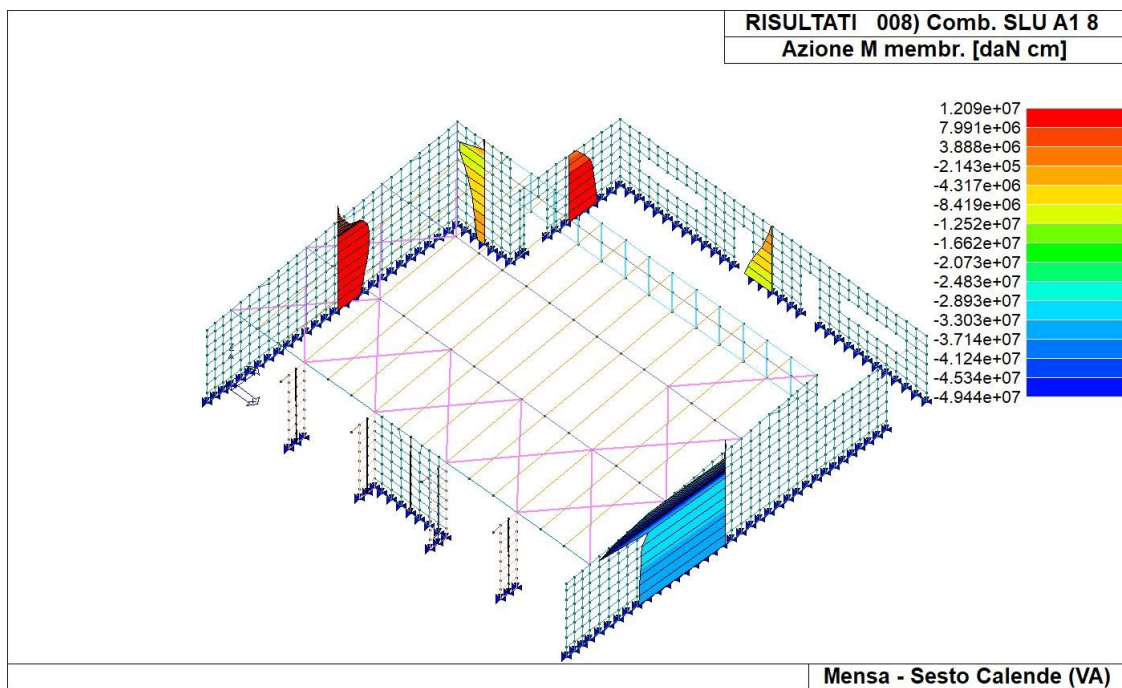 RISULTATI 008) Comb. SLU A1 8
Azione M membr. [daN cm]
1.209e+07
7.991e+06
3.888e+06
-2.143e+05
-4.317e+06
-8.419e+06
-1.252e+07
-1.662e+07
-2.073e+07
-2.483e+07
-2.893e+07
-3.303e+07
-3.714e+07
-4.124e+07
-4.534e+07
-4.944e+07
Mensa - Sesto Calende (VA)